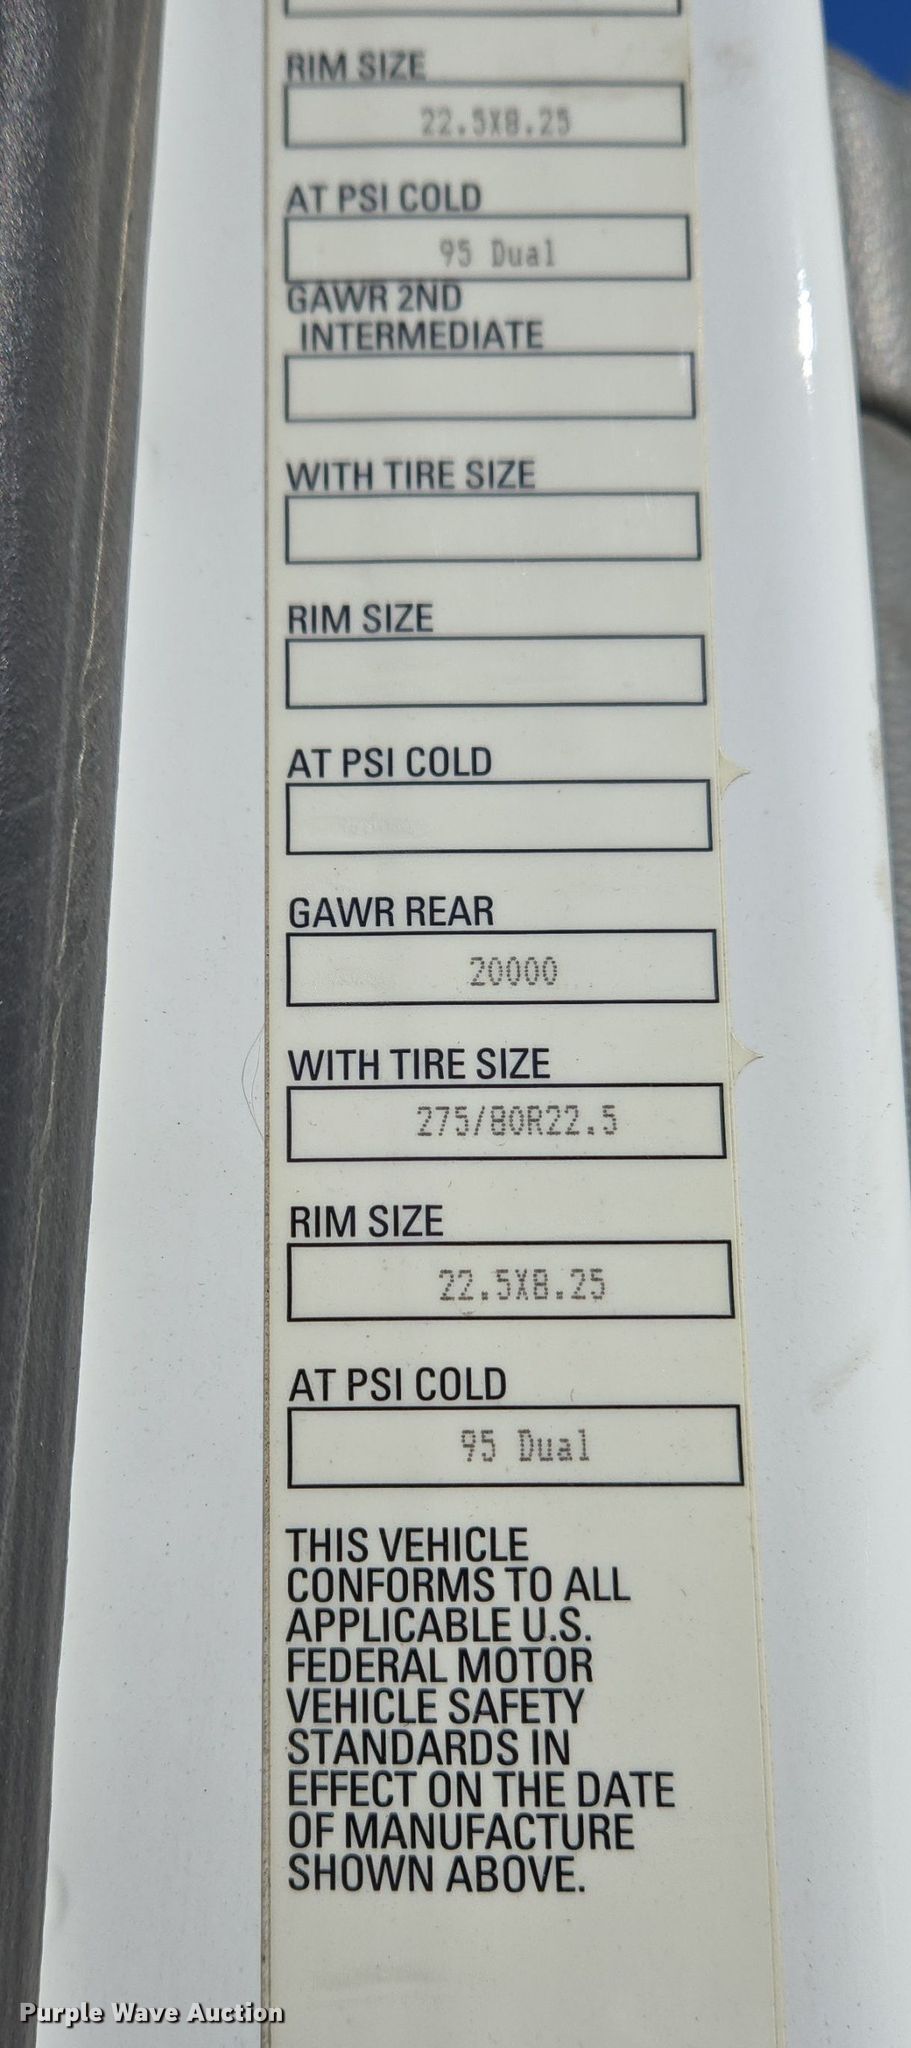 RIM SIZE
22.5X8.25
AT PSI COLD
95 Dual
GAWR 2ND
INTERMEDIATE
WITH TIRE SIZE
RIM SIZE
AT PSI COLD
GAWR REAR
20000
WITH TIRE SIZE
275/80R22.5
RIM SIZE
22.5X8.25
AT PSI COLD
95 Dual
THIS VEHICLE
CONFORMS TO ALL
APPLICABLE U.S.
FEDERAL MOTOR
VEHICLE SAFETY
STANDARDS IN
EFFECT ON THE DATE
OF MANUFACTURE
SHOWN ABOVE.
Purple Wave Auction